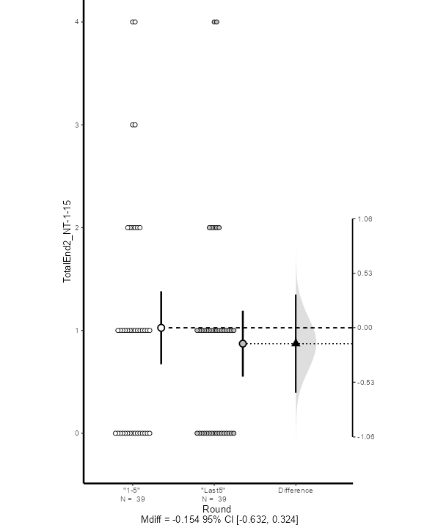 4
3
2
1
0
TotalEnd2_NT-1-15
1.06
0.53
0.00
-0.53
-1.06
"1-5" "Last5" Difference
N = 39 N = 39
Round
Mdiff = -0.154 95% CI [-0.632, 0.324]